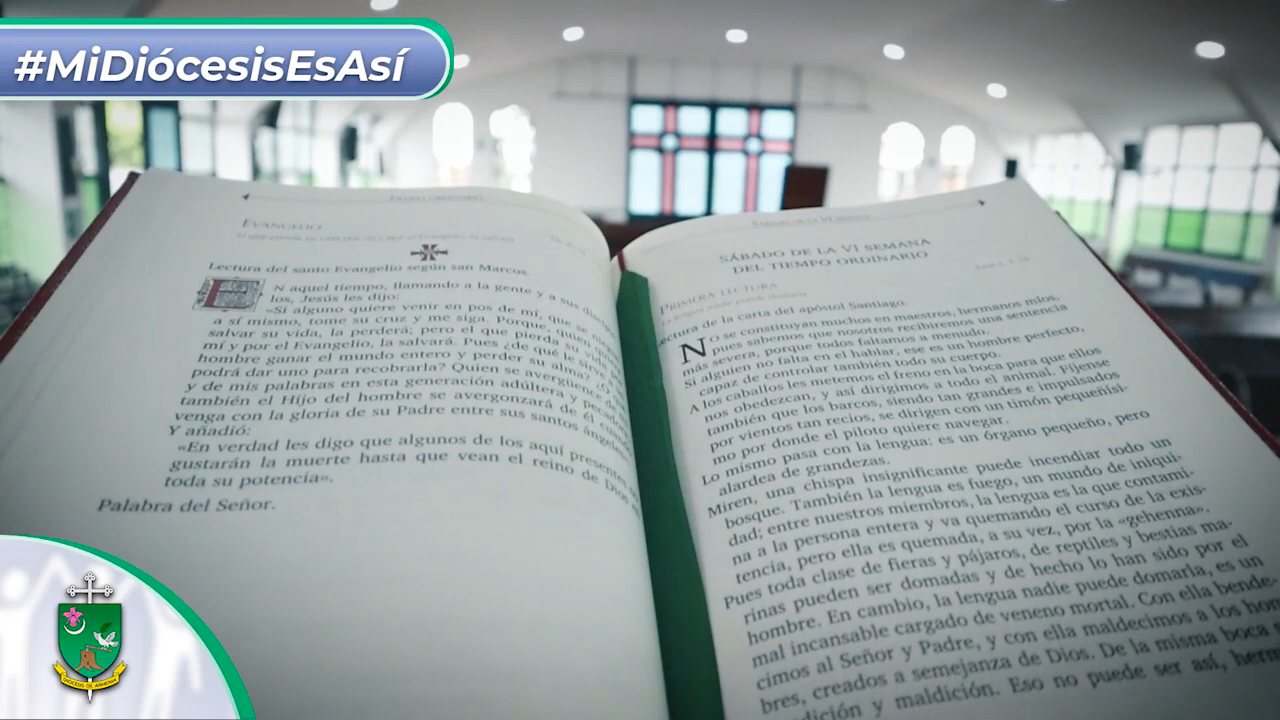 #MiDiócesisEsAsí
EVANGELIO
Lectura del santo Evangelio según san Marcos.
EN aquel tiempo, llamando a la gente y a sus
los, Jesús les dijo:
«Si alguno quiere venir en pos de mí, que se
a sí mismo, tome su cruz y me siga. Porque, quien
salvar su vida, la perderá; pero el que pierda su
mí y por el Evangelio, la salvará. Pues ¿de qué le
hombre ganar el mundo entero y perder su alma?
podrá dar uno para recobrarla? Quien se avergüence
y de mis palabras en esta generación adúltera y
también el Hijo del hombre se avergonzará de él
venga con la gloria de su Padre entre sus santos
Y añadió:
«En verdad les digo que algunos de los aquí presentes
gustarán la muerte hasta que vean el reino de Dios
toda su potencia».
Palabra del Señor.
SÁBADO DE LA VI SEMANA
DEL TIEMPO ORDINARIO
PRIMERA LECTURA
Lectura de la carta del apóstol Santiago.
NO se constituyan muchos en maestros, hermanos míos,
pues sabemos que nosotros recibiremos una sentencia
más severa, porque todos faltamos a menudo.
Si alguien no falta en el hablar, ese es un hombre perfecto,
capaz de controlar también todo su cuerpo.
A los caballos les metemos el freno en la boca para que ellos
nos obedezcan, y así dirigimos a todo el animal. Fíjense
también que los barcos, siendo tan grandes e impulsados
por vientos tan recios, se dirigen con un timón pequeñísi-
mo por donde el piloto quiere navegar.
Lo mismo pasa con la lengua: es un órgano pequeño, pero
alardea de grandezas.
Miren, una chispa insignificante puede incendiar todo un
bosque. También la lengua es fuego, un mundo de iniqui-
dad; entre nuestros miembros, la lengua es la que contami-
na a la persona entera y va quemando el curso de la exis-
tencia, pero ella es quemada, a su vez, por la «gehenna».
Pues toda clase de fieras y pájaros, de reptiles y bestias ma-
rinas pueden ser domadas y de hecho lo han sido por el
hombre. En cambio, la lengua nadie puede domarla, es un
mal incansable cargado de veneno mortal. Con ella bende-
cimos al Señor y Padre, y con ella maldecimos a los hom
bres, creados a semejanza de Dios. De la misma boca
dición y maldición. Eso no puede ser así,
DIÓCESIS DE ARMENIA